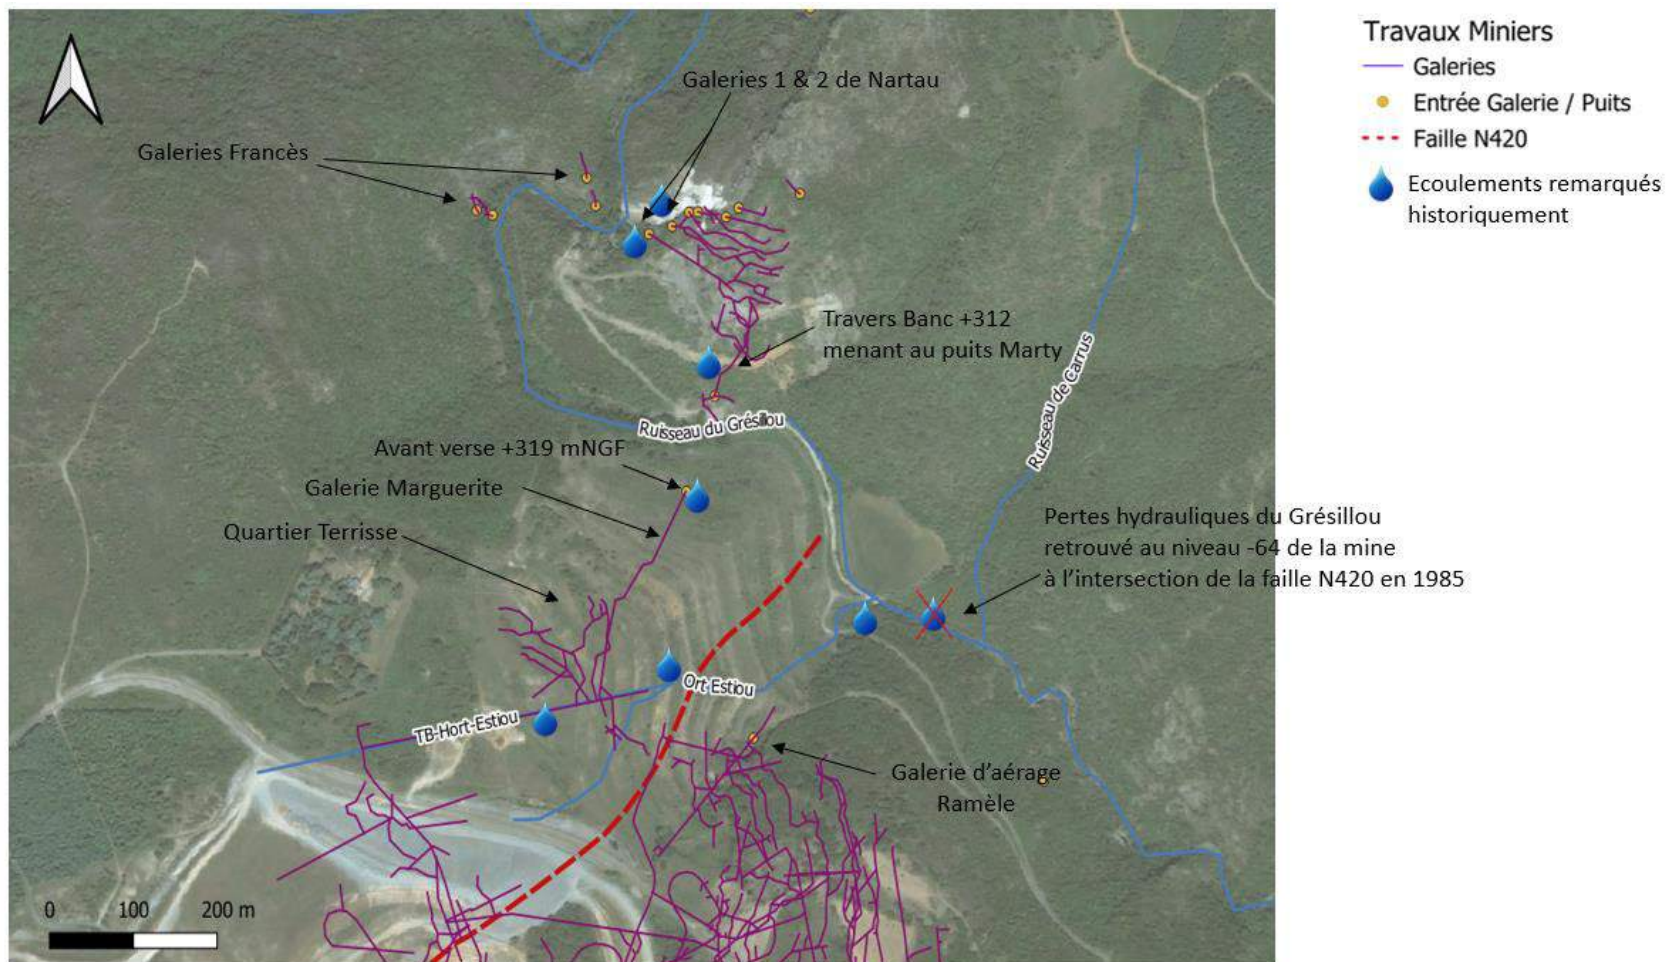 Travaux Miniers
Galeries
Entrée Galerie / Puits
Faille N420
Ecoulements remarqués
historiquement
Galeries 1 & 2 de Nartau
Galeries Francès
Travers Banc +312
menant au puits Marty
Ruisseau de Carrus
Ruisseau du Grésillou
Avant verse +319 mNGF
Galerie Marguerite
Quartier Terrisse
Pertes hydrauliques du Grésillou
retrouvé au niveau -64 de la mine
à l'intersection de la faille N420 en 1985
Ort Estiou
TB-Hort-Estiou
Galerie d'aérage
Ramèle
0 100 200 m